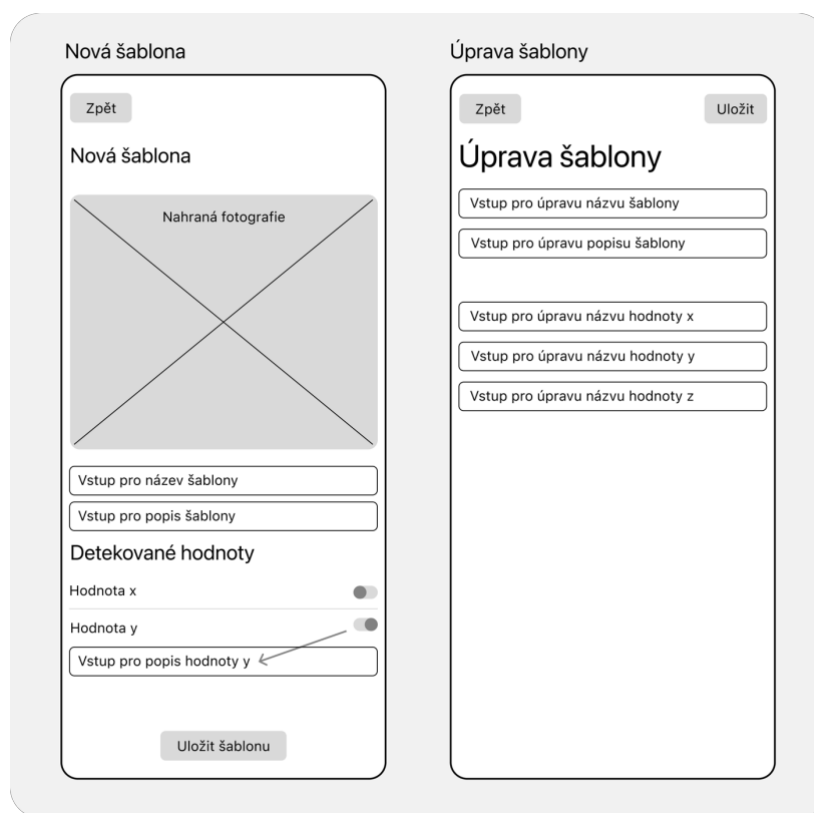 Nová šablona
Zpět
Nová šablona
Nahraná fotografie
Vstup pro název šablony
Vstup pro popis šablony
Detekované hodnoty
Hodnota x
Hodnota y
Vstup pro popis hodnoty y
Uložit šablonu
Úprava šablony
Zpět
Uložit
Úprava šablony
Vstup pro úpravu názvu šablony
Vstup pro úpravu popisu šablony
Vstup pro úpravu názvu hodnoty x
Vstup pro úpravu názvu hodnoty y
Vstup pro úpravu názvu hodnoty z